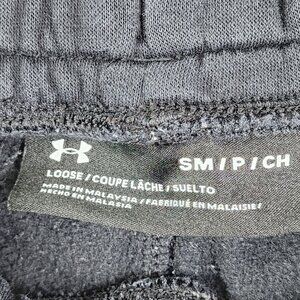 SM / P / CH
LOOSE / COUPE LÂCHE / SUELTO
MADE IN MALAYSIA / FABRIQUÉ EN MALAISIE /
HECHO EN MALASIA